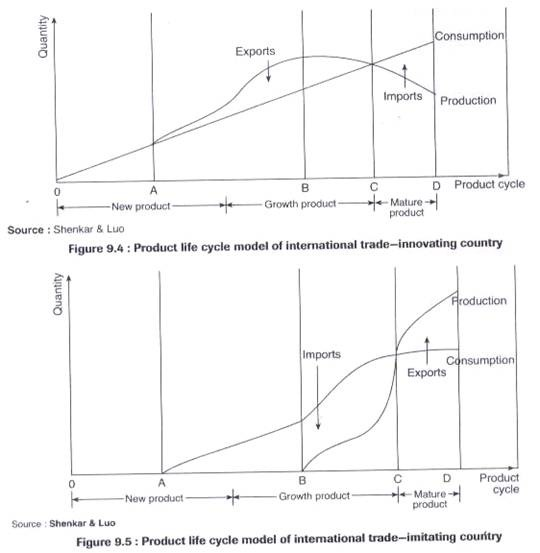 Quantity
Consumption
Exports
Imports
Production
O A B C D Product cycle
New product Growth product Mature product
Source : Shenkar & Luo
Figure 9.4 : Product life cycle model of international trade–innovating country
Quantity
Production
Imports
Consumption
Exports
O A B C D Product cycle
New product Growth product Mature product
Source : Shenkar & Luo
Figure 9.5 : Product life cycle model of international trade–imitating country